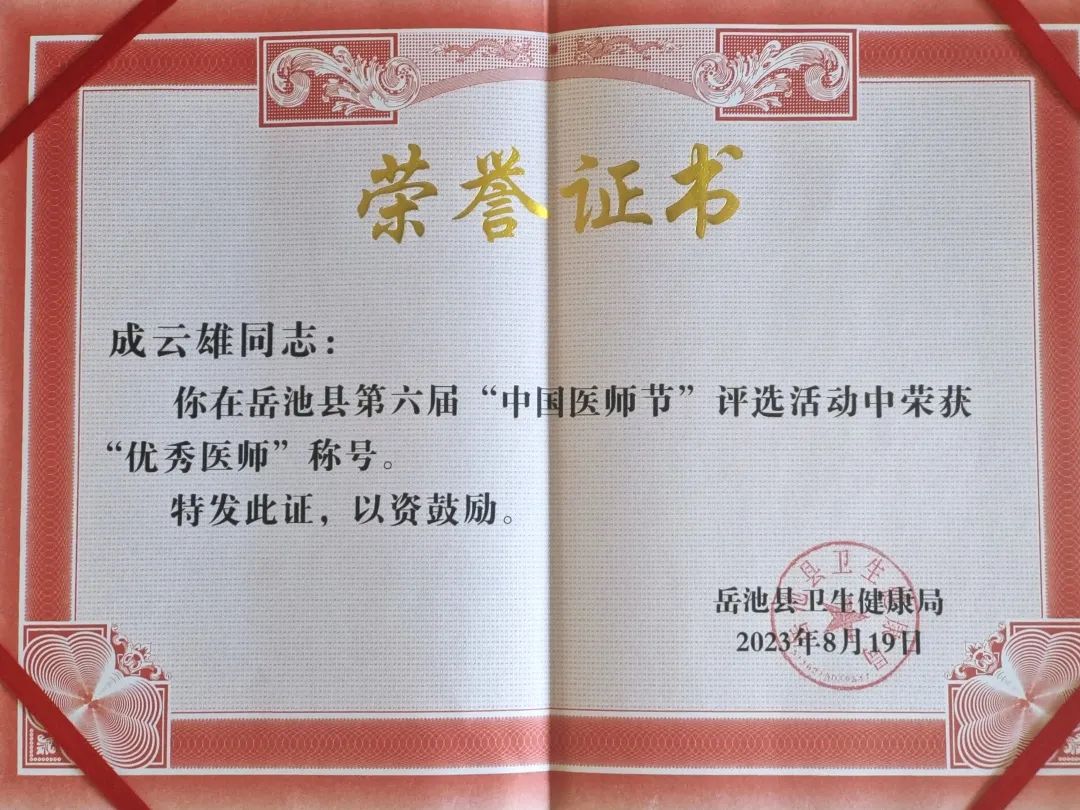 荣誉证书
成云雄同志：
你在岳池县第六届“中国医师节”评选活动中荣获
“优秀医师”称号。
特发此证，以资鼓励。
岳池县卫生健康局
2023年8月19日